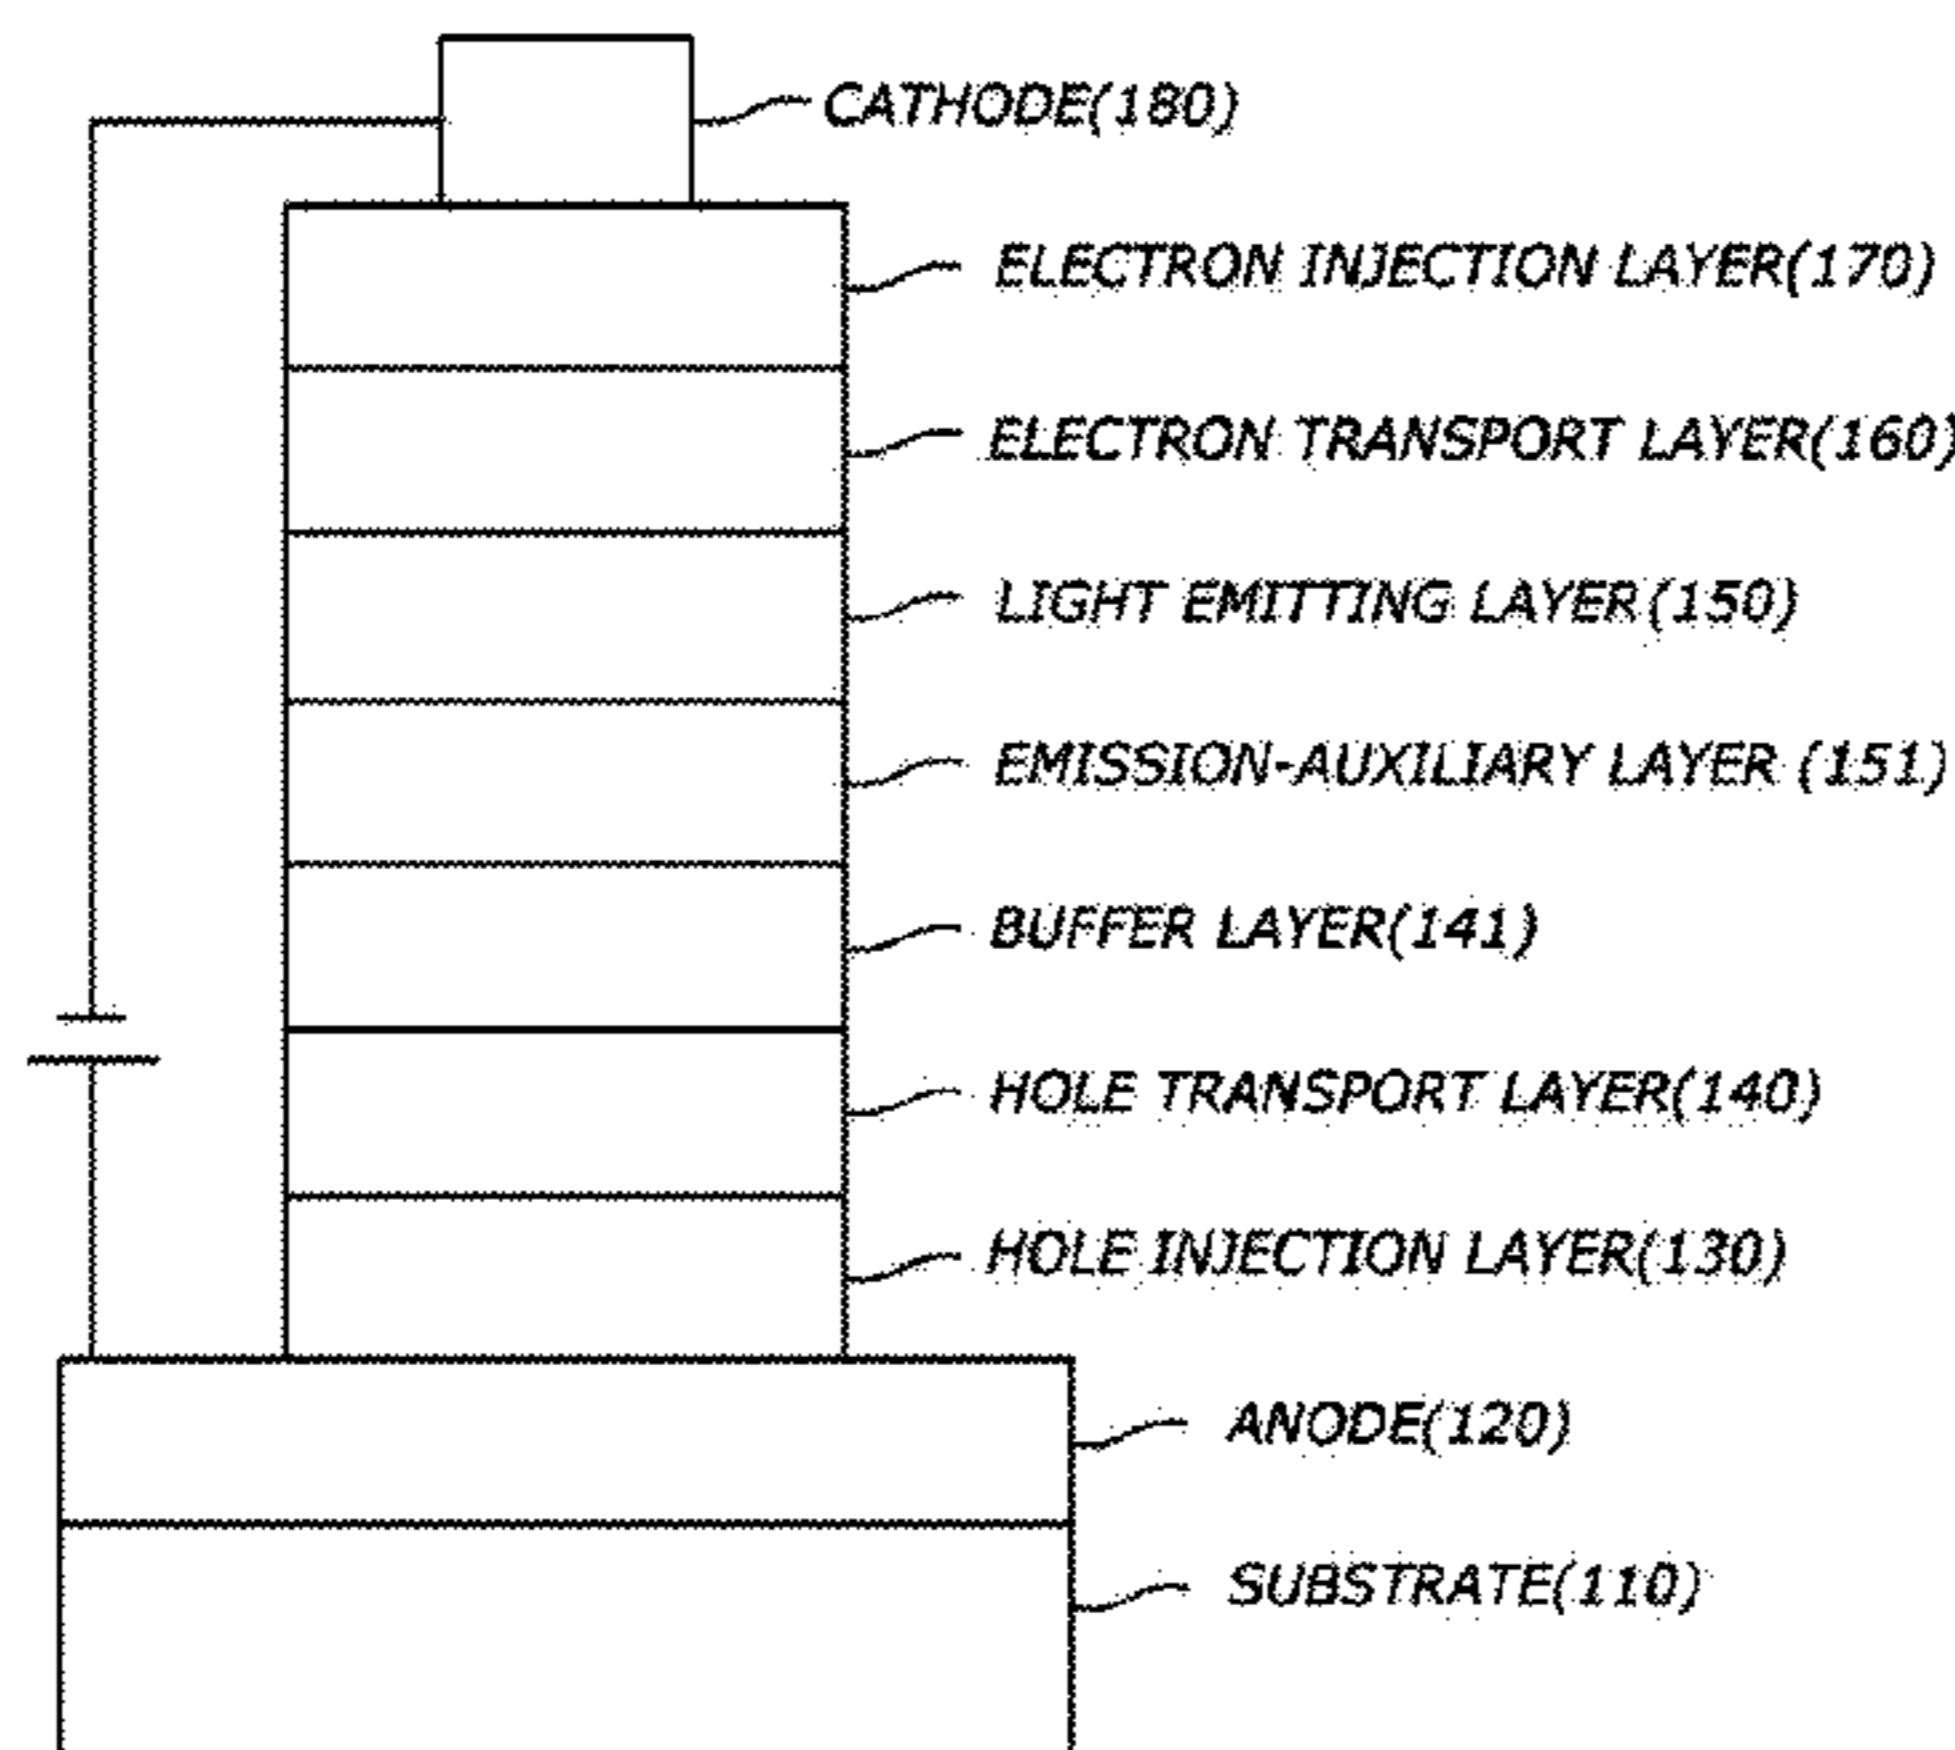 CATHODE(180)
ELECTRON INJECTION LAYER(170)
ELECTRON TRANSPORT LAYER(160)
LIGHT EMITTING LAYER(150)
EMISSION-AUXILIARY LAYER (151)
BUFFER LAYER(141)
HOLE TRANSPORT LAYER(140)
HOLE INJECTION LAYER(130)
ANODE(120)
SUBSTRATE(110)